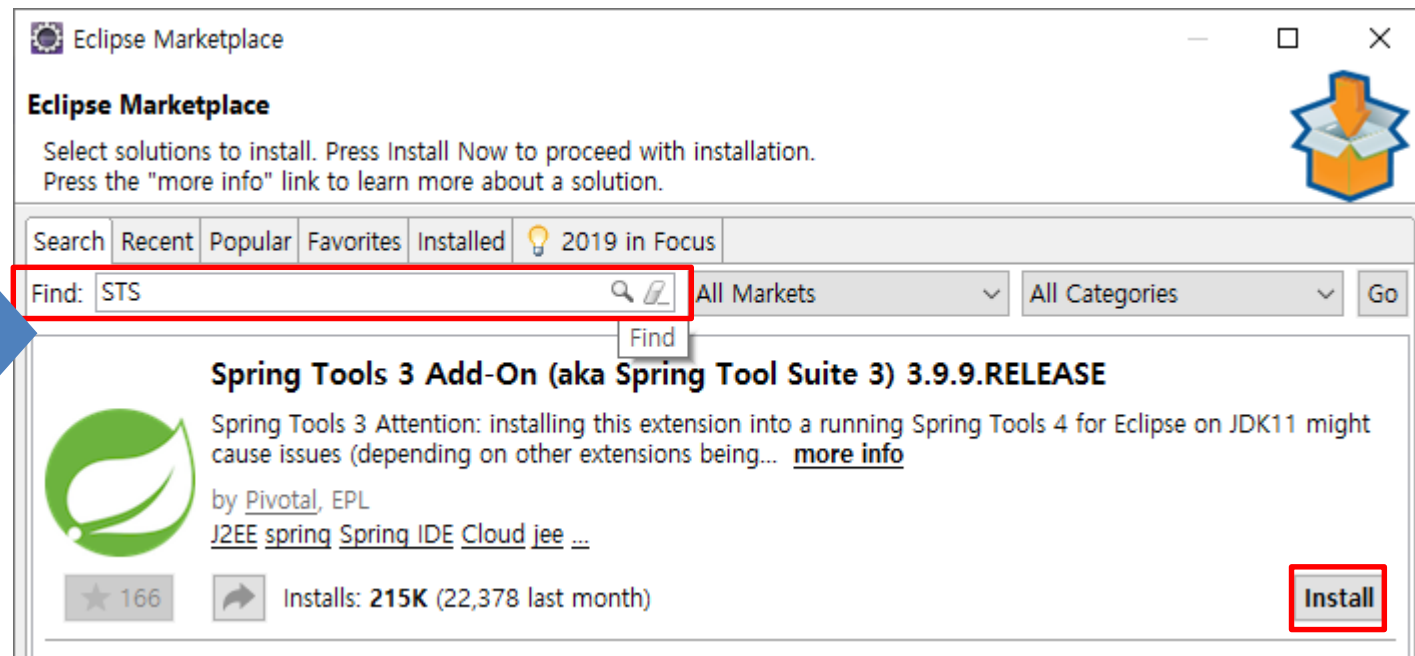 Eclipse Marketplace
Eclipse Marketplace
Select solutions to install. Press Install Now to proceed with installation.
Press the "more info" link to learn more about a solution.
Search Recent Popular Favorites Installed 2019 in Focus
Find: STS All Markets All Categories Go
Find
Spring Tools 3 Add-On (aka Spring Tool Suite 3) 3.9.9.RELEASE
Spring Tools 3 Attention: installing this extension into a running Spring Tools 4 for Eclipse on JDK11 might
cause issues (depending on other extensions being... more info
by Pivotal, EPL
J2EE spring Spring IDE Cloud jee ...
166 Installs: 215K (22,378 last month) Install